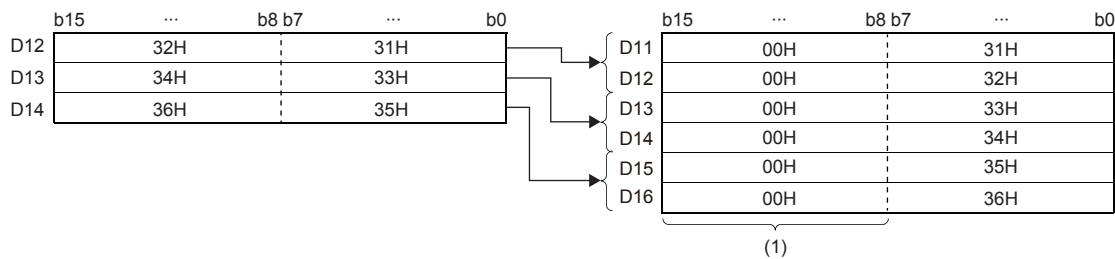 b15 ... b8 b7 ... b0
D12 32H 31H
D13 34H 33H
D14 36H 35H
b15 ... b8 b7 ... b0
D11 00H 31H
D12 00H 32H
D13 00H 33H
D14 00H 34H
D15 00H 35H
D16 00H 36H
(1)